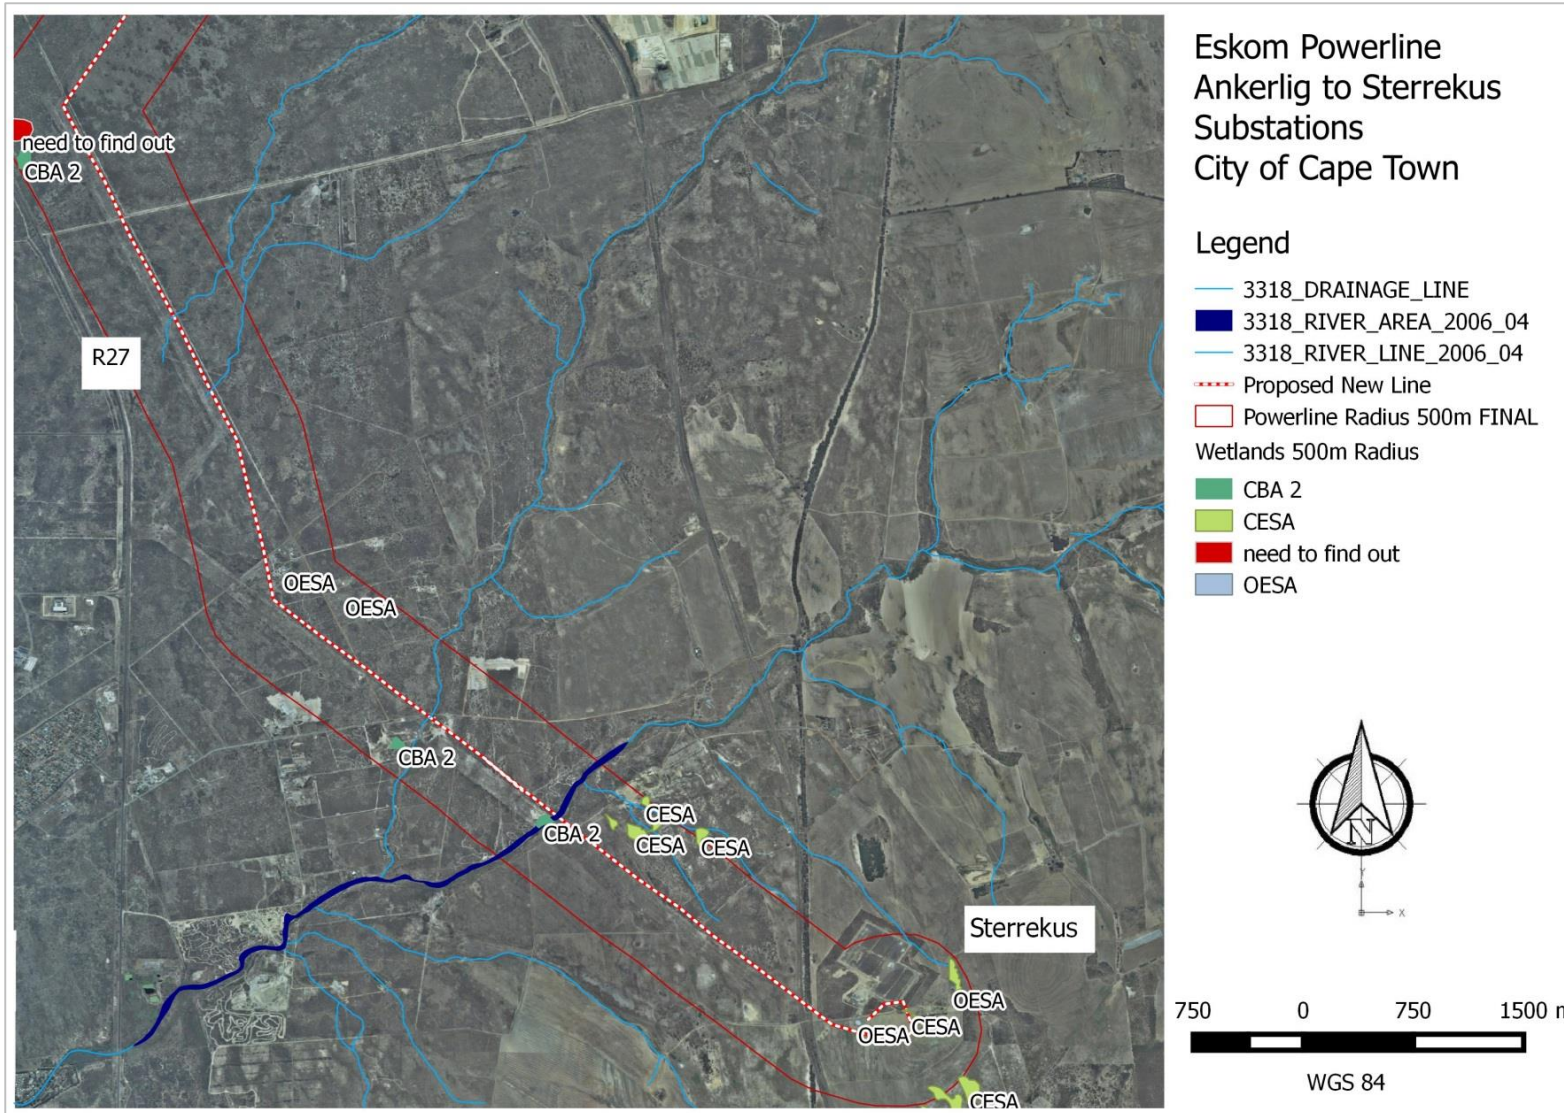 Eskom Powerline
Ankerlig to Sterrekus
Substations
City of Cape Town
Legend
3318_DRAINAGE_LINE
3318_RIVER_AREA_2006_04
3318_RIVER_LINE_2006_04
Proposed New Line
Powerline Radius 500m FINAL
Wetlands 500m Radius
CBA 2
CESA
need to find out
OESA
need to find out
CBA 2
R27
OESA
OESA
CBA 2
CBA 2
CESA
CESA
CESA
Sterrekus
OESA
CESA
OESA
CESA
N
Y
X
750 0 750 1500 m
WGS 84